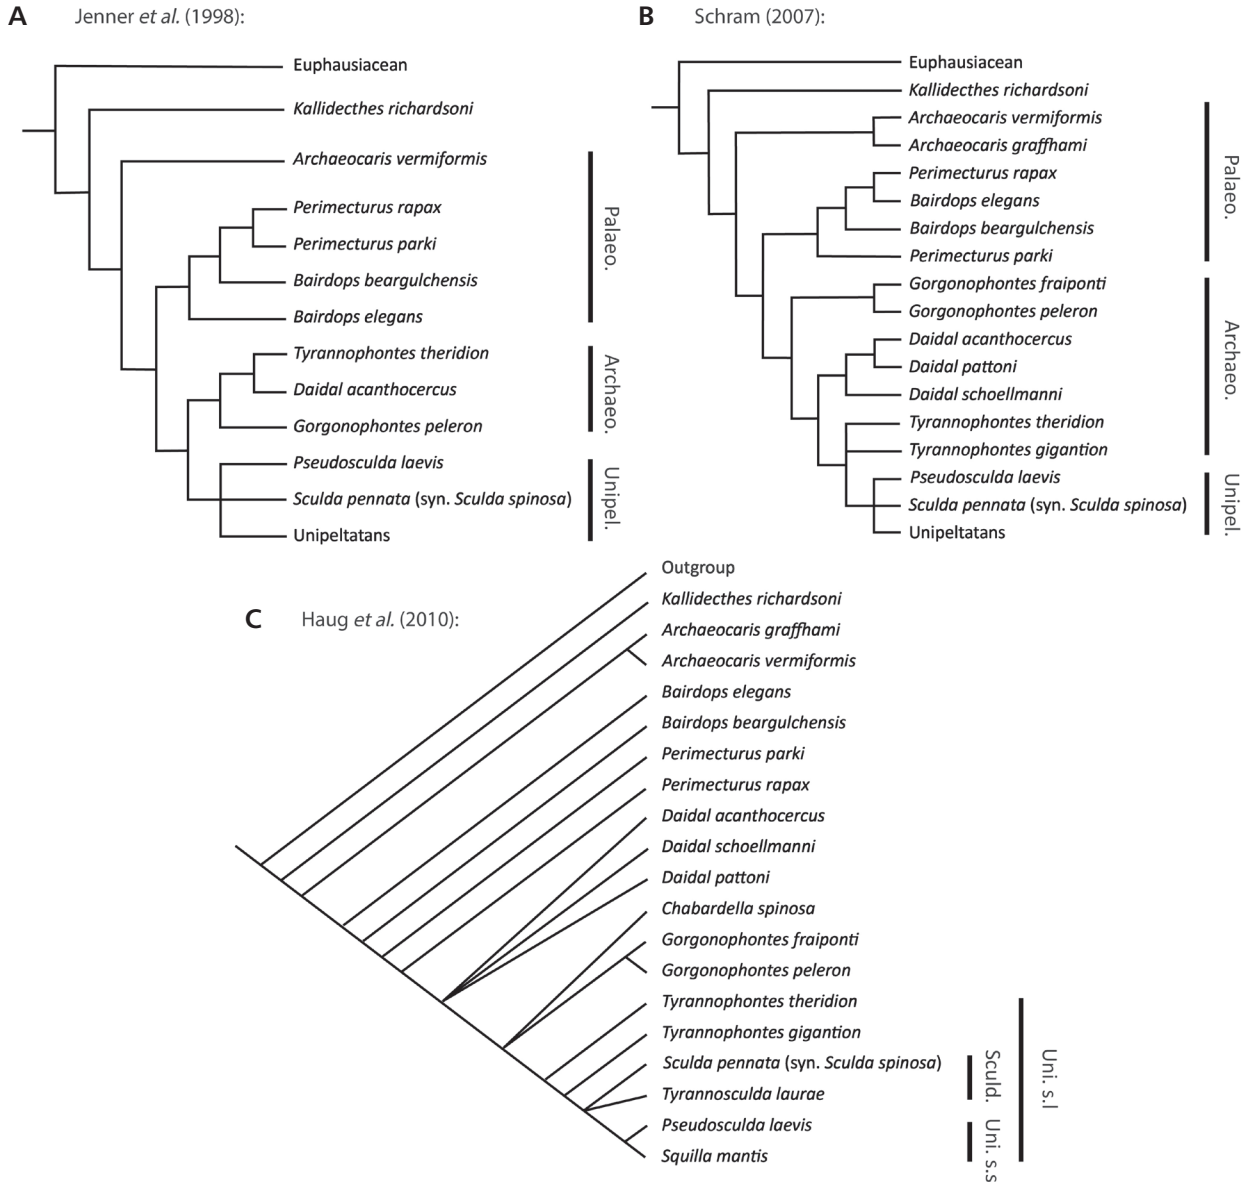 A Jenner et al. (1998):
Euphausiacean
Kallidecthes richardsoni
Archaeocaris vermiformis
Perimecturus rapax
Perimecturus parki
Bairdops beargulchensis
Bairdops elegans
Tyrannophontes theridion
Daidal acanthocercus
Gorgonophontes peleron
Pseudosculda laevis
Sculda pennata (syn. Sculda spinosa)
Unipeltatans
Palaeo.
Archaeo.
Unipel.
B Schram (2007):
Euphausiacean
Kallidecthes richardsoni
Archaeocaris vermiformis
Archaeocaris graffhami
Perimecturus rapax
Bairdops elegans
Bairdops beargulchensis
Perimecturus parki
Gorgonophontes fraiponti
Gorgonophontes peleron
Daidal acanthocercus
Daidal pattoni
Daidal schoellmanni
Tyrannophontes theridion
Tyrannophontes gigantion
Pseudosculda laevis
Sculda pennata (syn. Sculda spinosa)
Unipeltatans
Palaeo.
Archaeo.
Unipel.
C Haug et al. (2010):
Outgroup
Kallidecthes richardsoni
Archaeocaris graffhami
Archaeocaris vermiformis
Bairdops elegans
Bairdops beargulchensis
Perimecturus parki
Perimecturus rapax
Daidal acanthocercus
Daidal schoellmanni
Daidal pattoni
Chabardella spinosa
Gorgonophontes fraiponti
Gorgonophontes peleron
Tyrannophontes theridion
Tyrannophontes gigantion
Sculda pennata (syn. Sculda spinosa)
Tyrannosculda laurae
Pseudosculda laevis
Squilla mantis
Sculd.
Uni. s.s
Uni. s.l